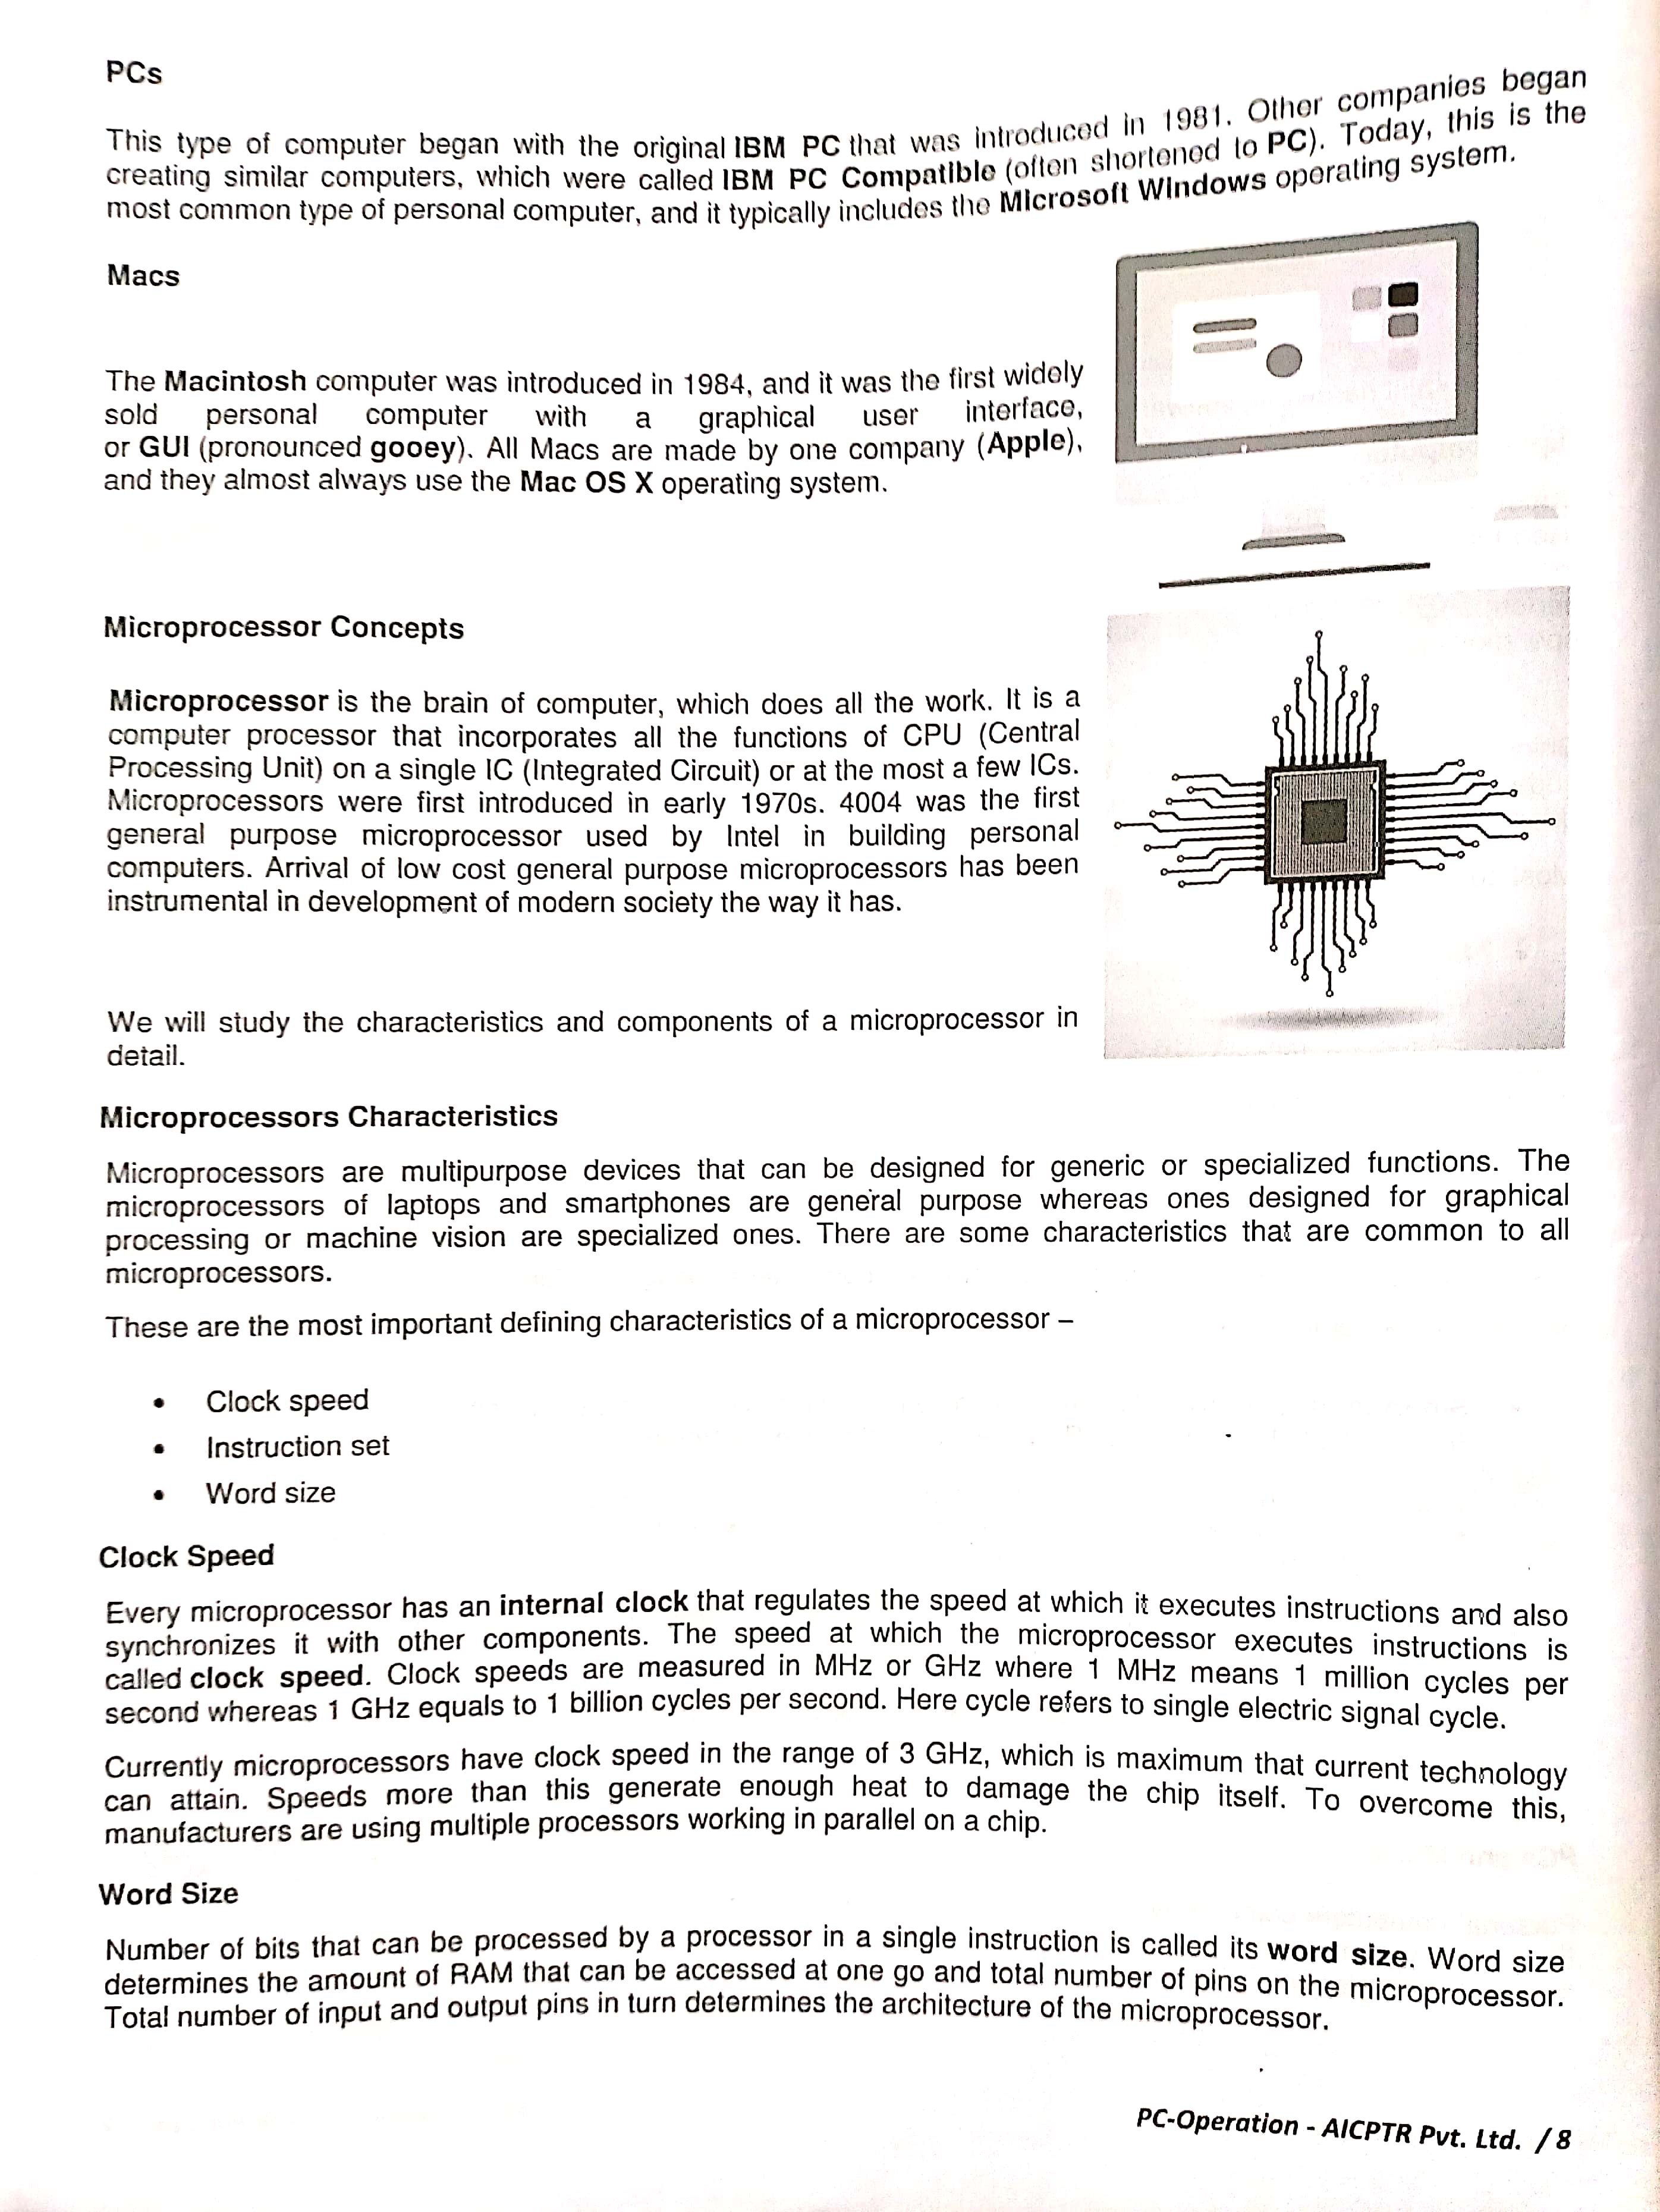 PCs
This type of computer began with the original IBM PC that was introduced in 1981. Other companies began
creating similar computers, which were called IBM PC Compatible (often shortened to PC). Today, this is the
most common type of personal computer, and it typically includes the Microsoft Windows operating system.
Macs
The Macintosh computer was introduced in 1984, and it was the first widely
sold personal computer with a graphical user interface,
or GUI (pronounced gooey). All Macs are made by one company (Apple),
and they almost always use the Mac OS X operating system.
Microprocessor Concepts
Microprocessor is the brain of computer, which does all the work. It is a
computer processor that incorporates all the functions of CPU (Central
Processing Unit) on a single IC (Integrated Circuit) or at the most a few ICs.
Microprocessors were first introduced in early 1970s. 4004 was the first
general purpose microprocessor used by Intel in building personal
computers. Arrival of low cost general purpose microprocessors has been
instrumental in development of modern society the way it has.
We will study the characteristics and components of a microprocessor in
detail.
Microprocessors Characteristics
Microprocessors are multipurpose devices that can be designed for generic or specialized functions. The
microprocessors of laptops and smartphones are general purpose whereas ones designed for graphical
processing or machine vision are specialized ones. There are some characteristics that are common to all
microprocessors.
These are the most important defining characteristics of a microprocessor –
• Clock speed
• Instruction set
• Word size
Clock Speed
Every microprocessor has an internal clock that regulates the speed at which it executes instructions and also
synchronizes it with other components. The speed at which the microprocessor executes instructions is
called clock speed. Clock speeds are measured in MHz or GHz where 1 MHz means 1 million cycles per
second whereas 1 GHz equals to 1 billion cycles per second. Here cycle refers to single electric signal cycle.
Currently microprocessors have clock speed in the range of 3 GHz, which is maximum that current technology
can attain. Speeds more than this generate enough heat to damage the chip itself. To overcome this,
manufacturers are using multiple processors working in parallel on a chip.
Word Size
Number of bits that can be processed by a processor in a single instruction is called its word size. Word size
determines the amount of RAM that can be accessed at one go and total number of pins on the microprocessor.
Total number of input and output pins in turn determines the architecture of the microprocessor.
PC-Operation - AICPTR Pvt. Ltd. / 8